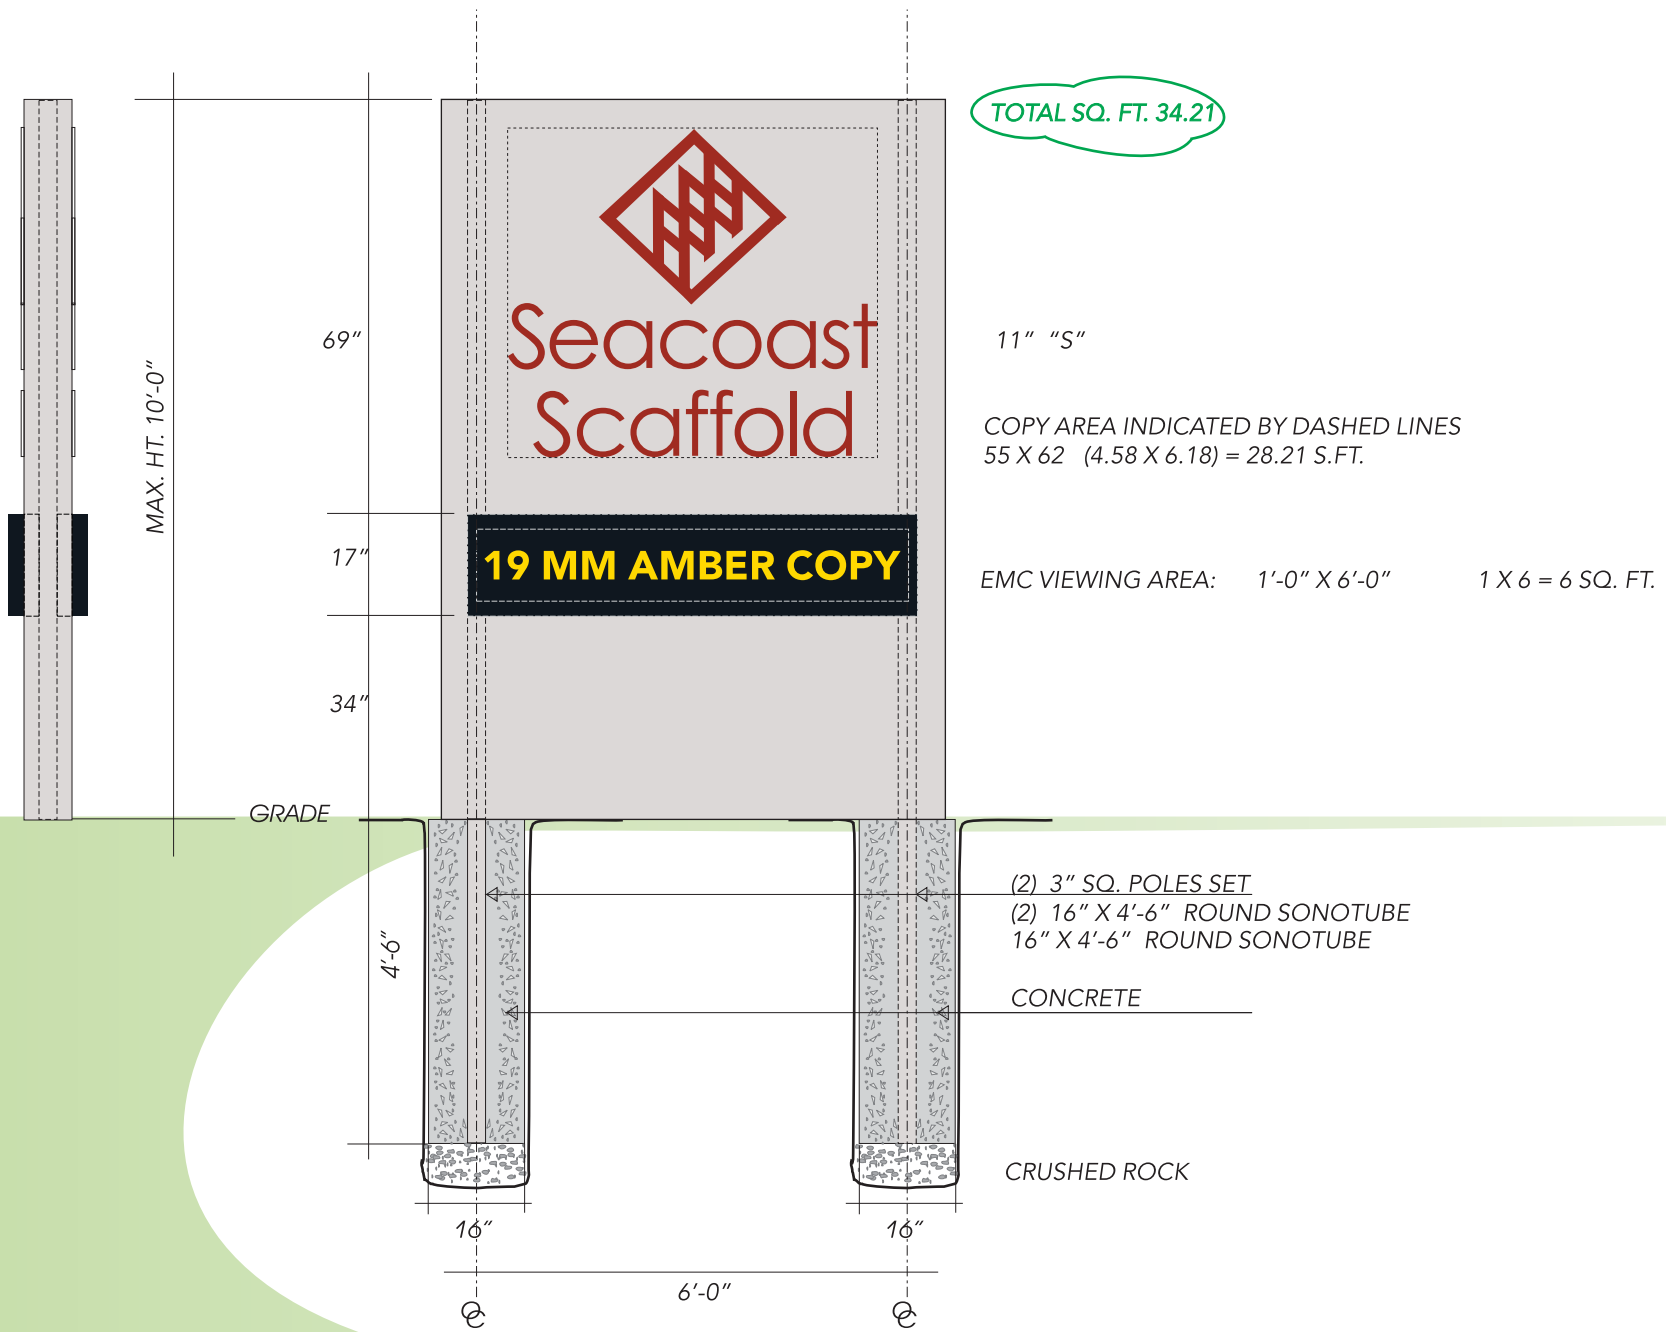 TOTAL SQ. FT. 34.21
Seacoast
Scaffold
69”
11” “S”
MAX. HT. 10’-0”
COPY AREA INDICATED BY DASHED LINES
55 X 62 (4.58 X 6.18) = 28.21 S.FT.
17”
19 MM AMBER COPY
EMC VIEWING AREA: 1’-0” X 6’-0” 1 X 6 = 6 SQ. FT.
34”
GRADE
(2) 3” SQ. POLES SET
(2) 16” X 4’-6” ROUND SONOTUBE
16” X 4’-6” ROUND SONOTUBE
4’-6”
CONCRETE
CRUSHED ROCK
16”
16”
6’-0”